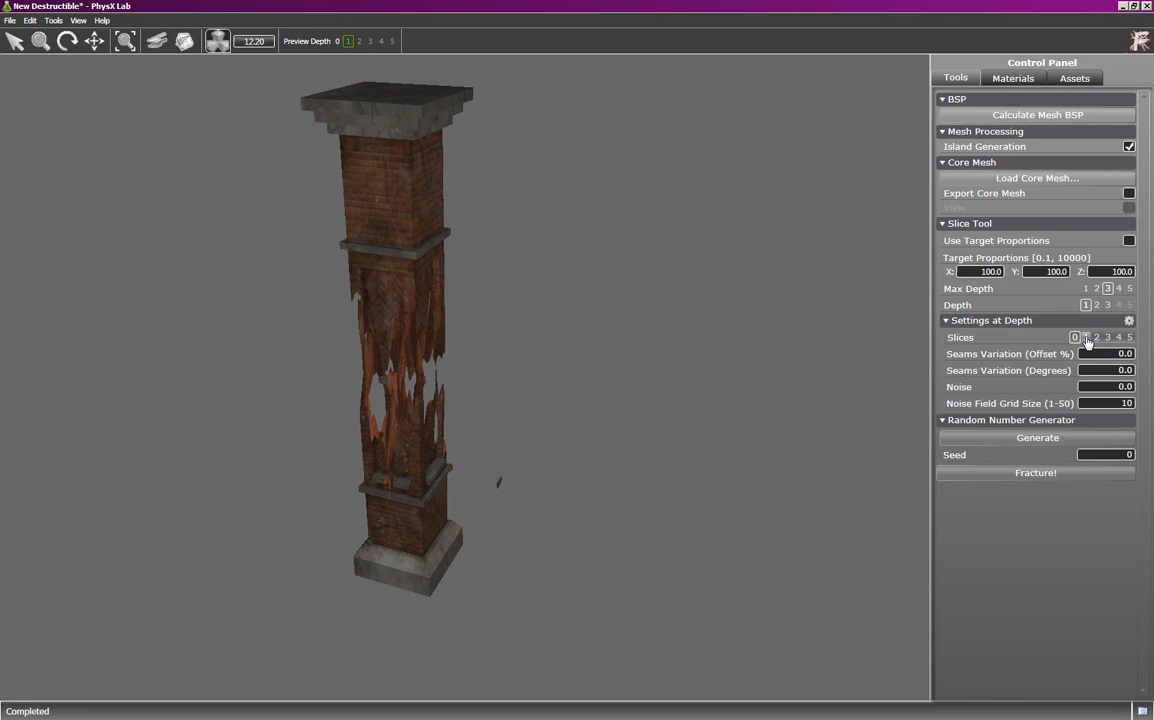 New Destructible* - PhysX Lab
File Edit Tools View Help
12.20 Preview Depth 0 1 2 3 4 5
Control Panel
Tools Materials Assets
BSP
Calculate Mesh BSP
Mesh Processing
Island Generation
Core Mesh
Load Core Mesh...
Export Core Mesh
View
Slice Tool
Use Target Proportions
Target Proportions [0.1, 10000]
X: 100.0 Y: 100.0 Z: 100.0
Max Depth 1 2 3 4 5
Depth 1 2 3 4 5
Settings at Depth
Slices 0 1 2 3 4 5
Seams Variation (Offset %) 0.0
Seams Variation (Degrees) 0.0
Noise 0.0
Noise Field Grid Size (1-50) 10
Random Number Generator
Generate
Seed 0
Fracture!
Completed